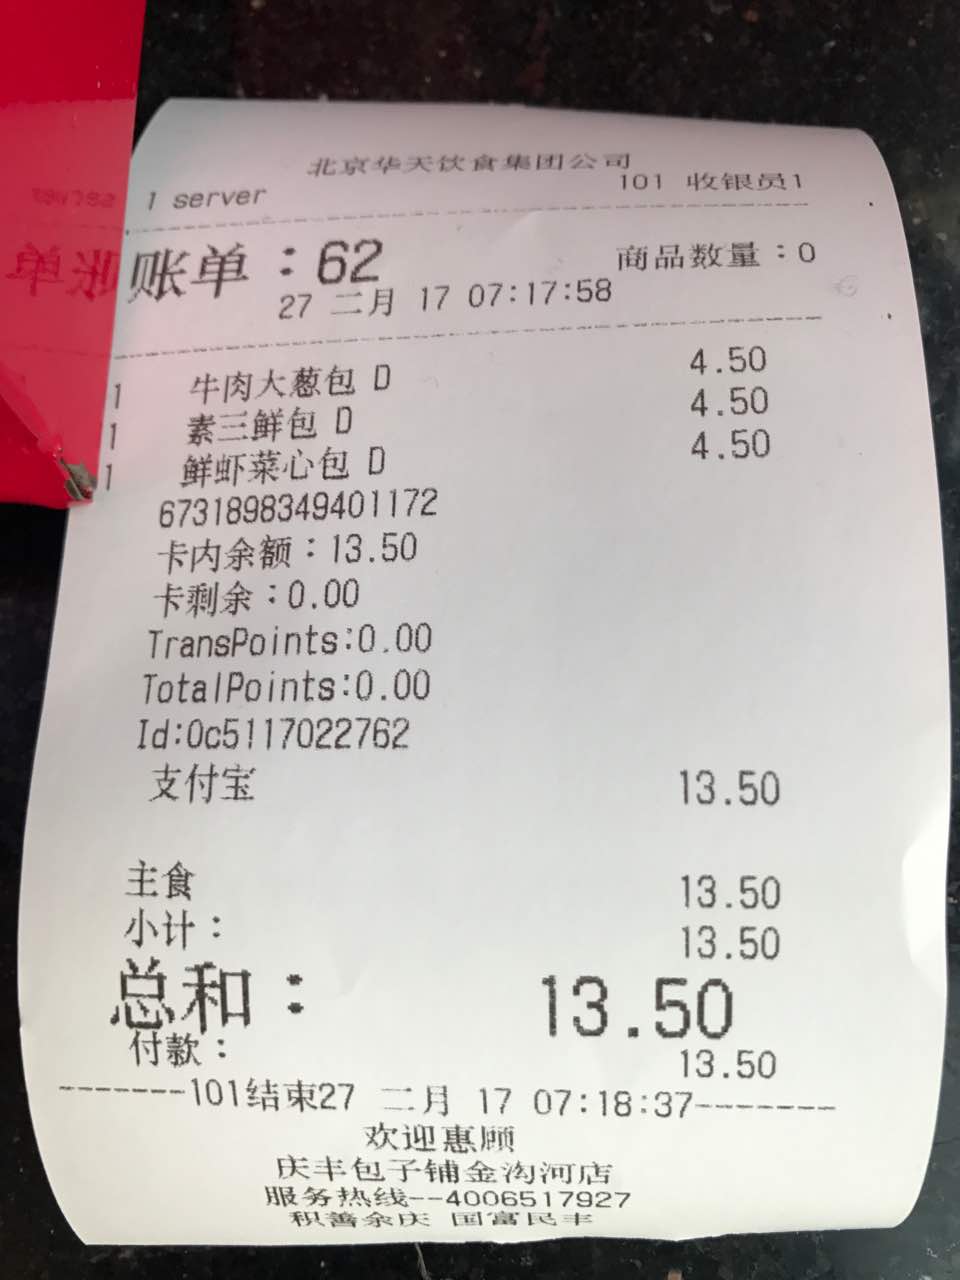 北京华天饮食集团公司
1 server 101 收银员1
账单：62 商品数量：0
27 二月 17 07:17:58
1 牛肉大葱包 D 4.50
1 素三鲜包 D 4.50
1 鲜虾菜心包 D 4.50
6731898349401172
卡内余额：13.50
卡剩余：0.00
TransPoints:0.00
TotalPoints:0.00
Id:0c5117022762
支付宝 13.50
主食 13.50
小计： 13.50
总和： 13.50
付款： 13.50
-------101结束27 二月 17 07:18:37-------
欢迎惠顾
庆丰包子铺金沟河店
服务热线--4006517927
积善余庆 国富民丰